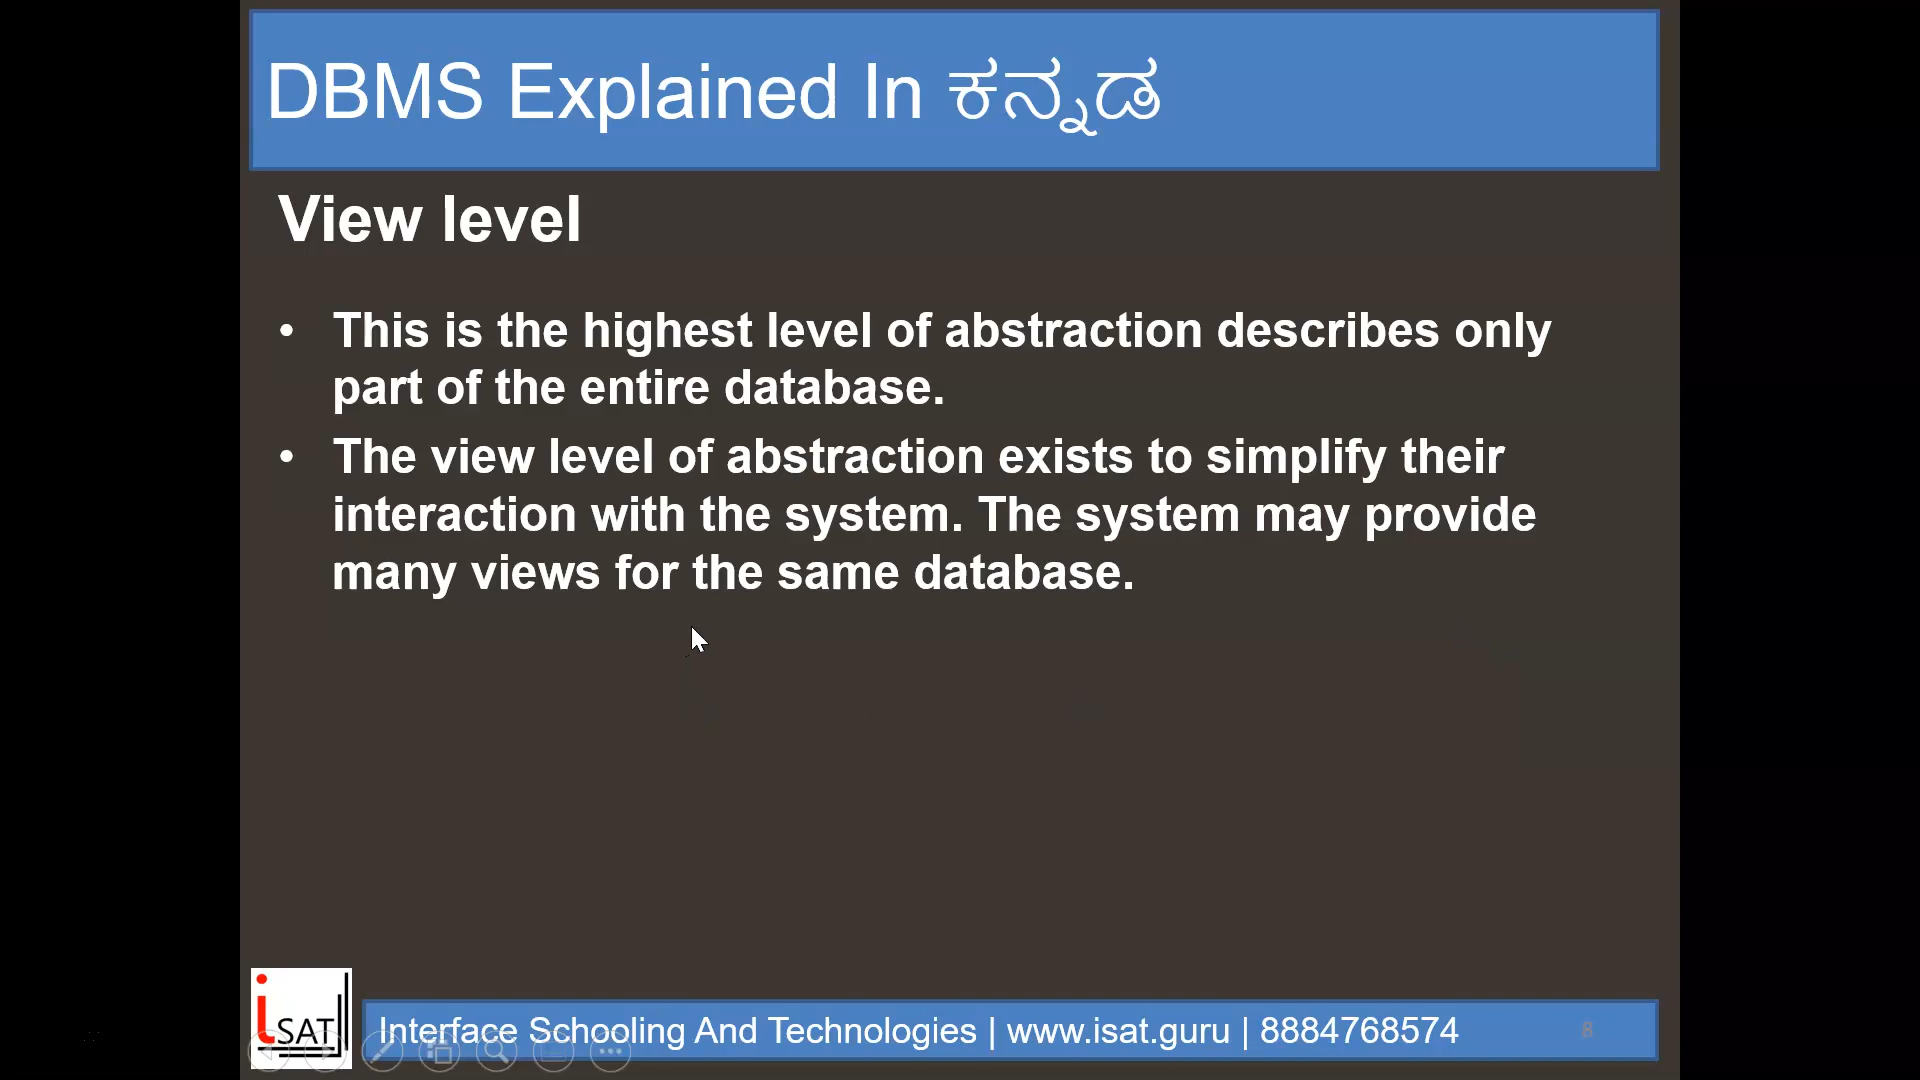 DBMS Explained In ಕನ್ನಡ
View level
• This is the highest level of abstraction describes only
part of the entire database.
• The view level of abstraction exists to simplify their
interaction with the system. The system may provide
many views for the same database.
iSAT
Interface Schooling And Technologies | www.isat.guru | 8884768574
8